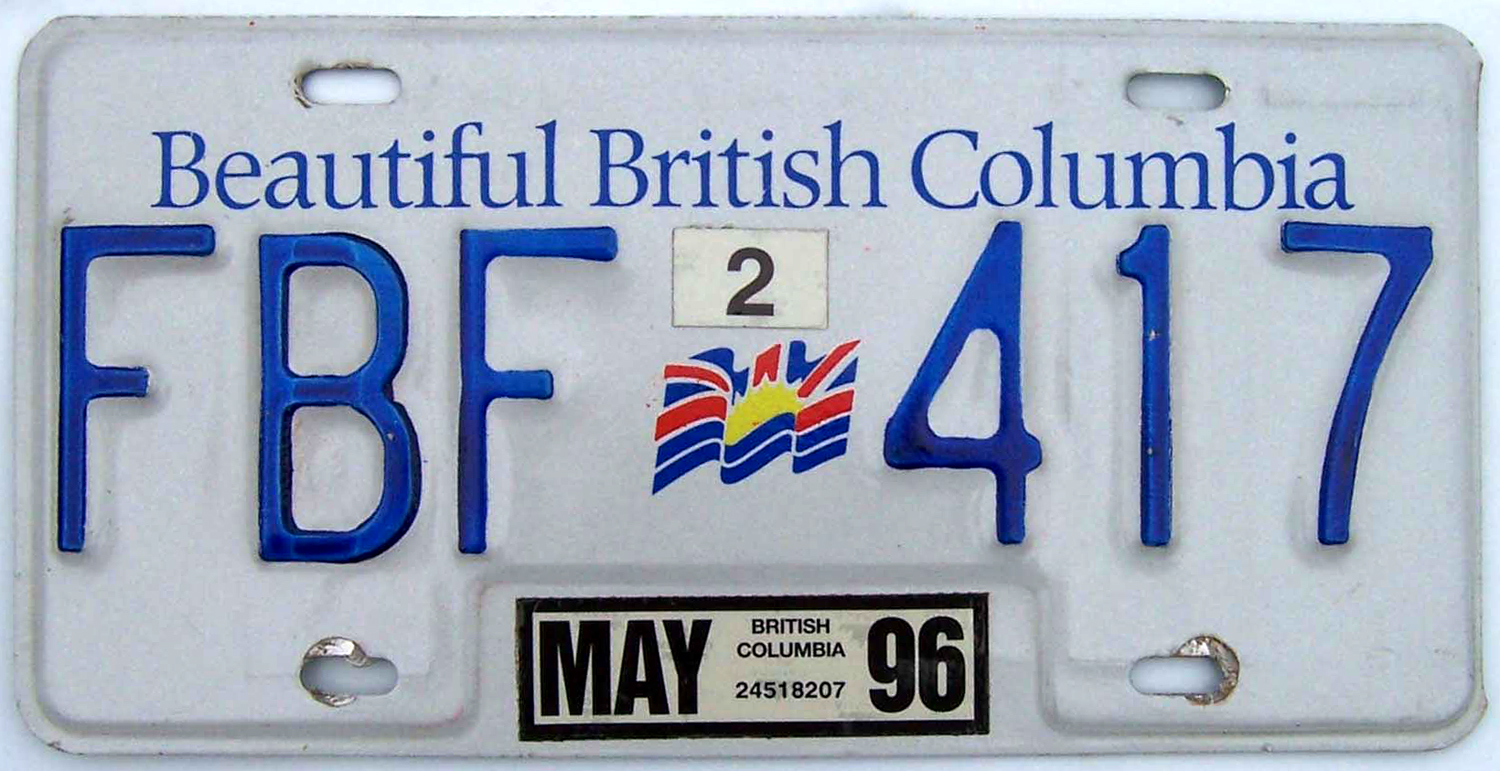 Beautiful British Columbia
FBF 2 417
MAY BRITISH COLUMBIA 24518207 96